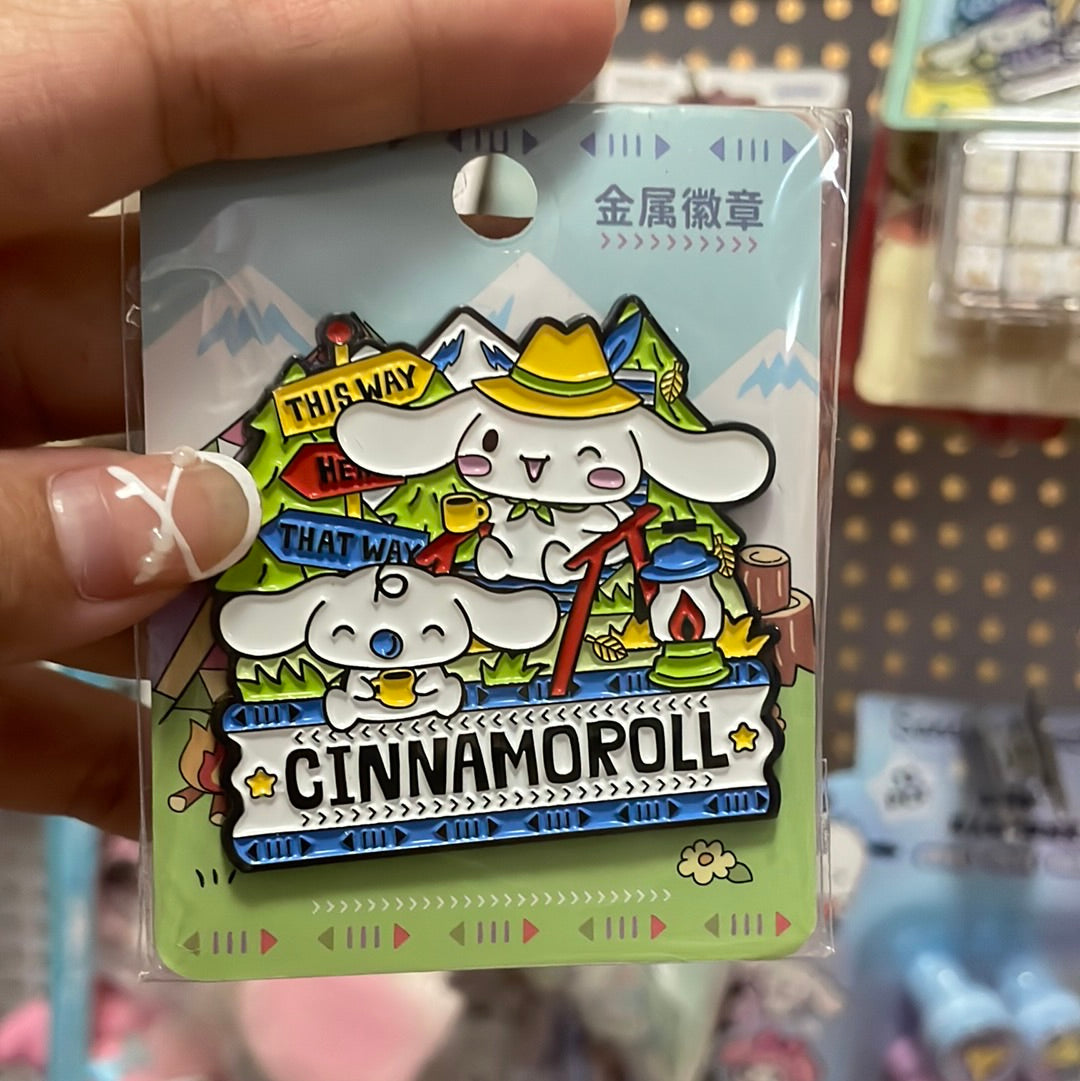 金属徽章
THIS WAY
THAT WAY
CINNAMOROLL